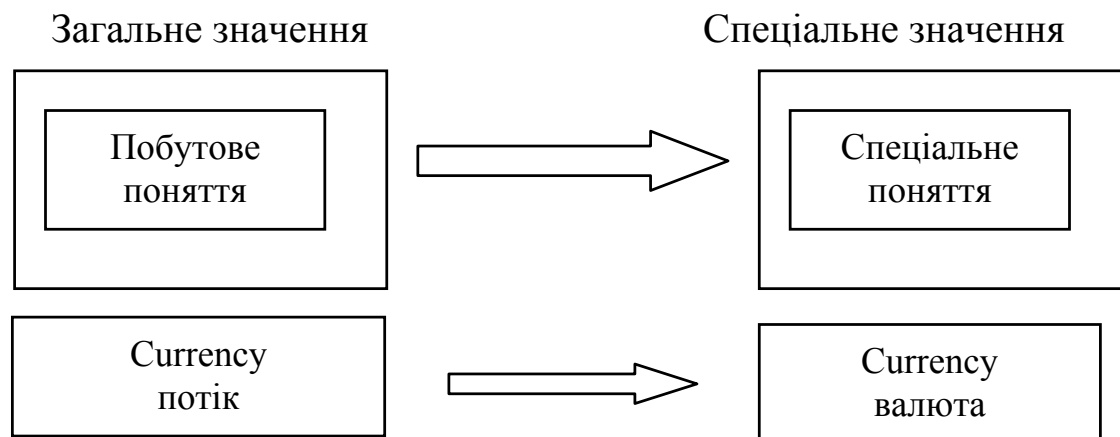 Загальне значення
Спеціальне значення
Побутове
поняття
Спеціальне
поняття
Currency
потік
Currency
валюта